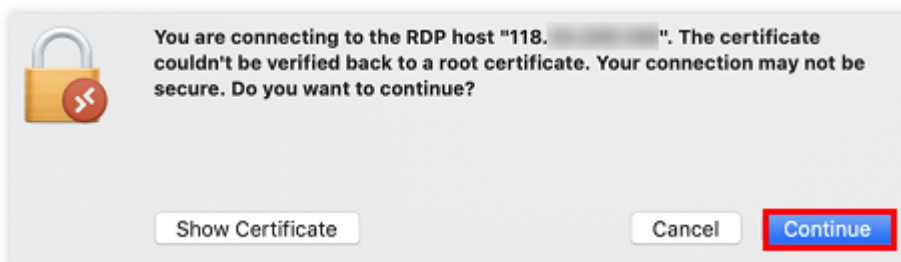 You are connecting to the RDP host "118. ". The certificate
couldn't be verified back to a root certificate. Your connection may not be
secure. Do you want to continue?
Show Certificate
Cancel
Continue